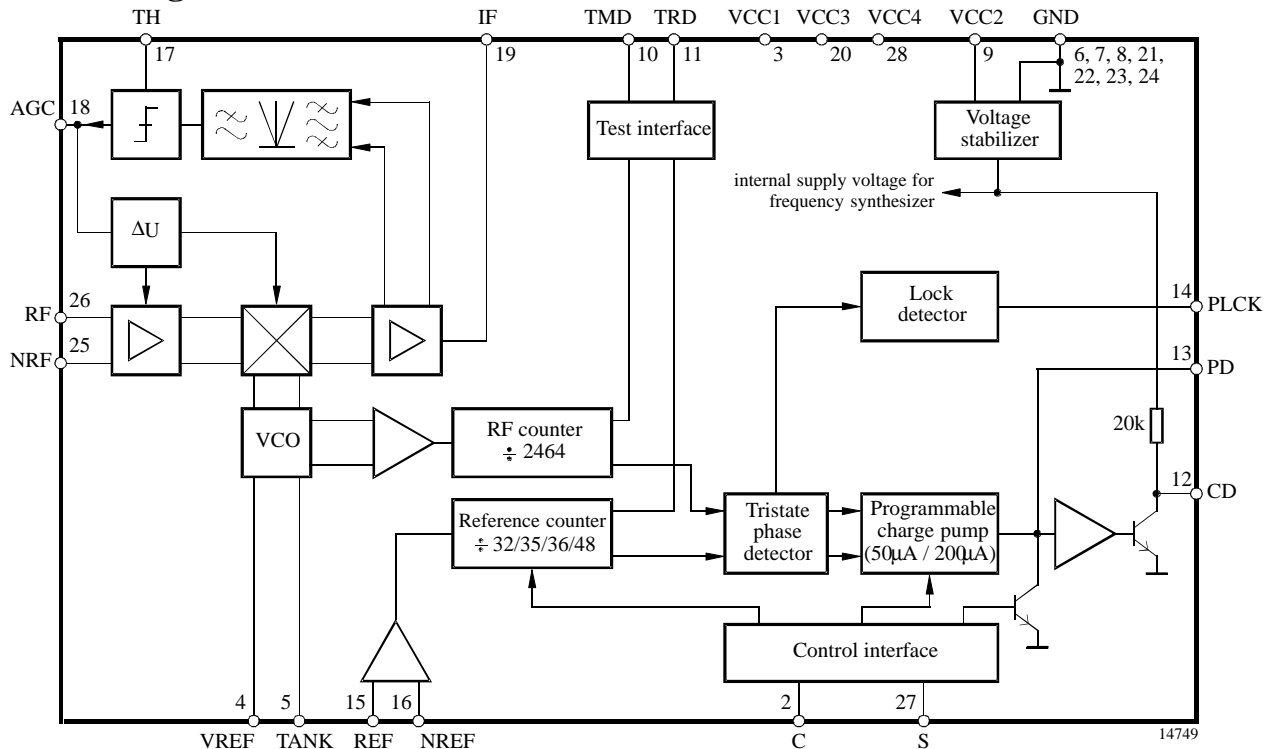 TH IF TMD TRD VCC1 VCC3 VCC4 VCC2 GND
17 19 10 11 3 20 28 9 6, 7, 8, 21,
22, 23, 24
AGC 18
Test interface
Voltage
stabilizer
internal supply voltage for
frequency synthesizer
ΔU
RF 26
NRF 25
Lock
detector
14 PLCK
13 PD
VCO
RF counter
÷ 2464
20k
12 CD
Reference counter
÷ 32/35/36/48
Tristate
phase
detector
Programmable
charge pump
(50µA / 200µA)
Control interface
4 5 15 16 2 27
VREF TANK REF NREF C S
14749